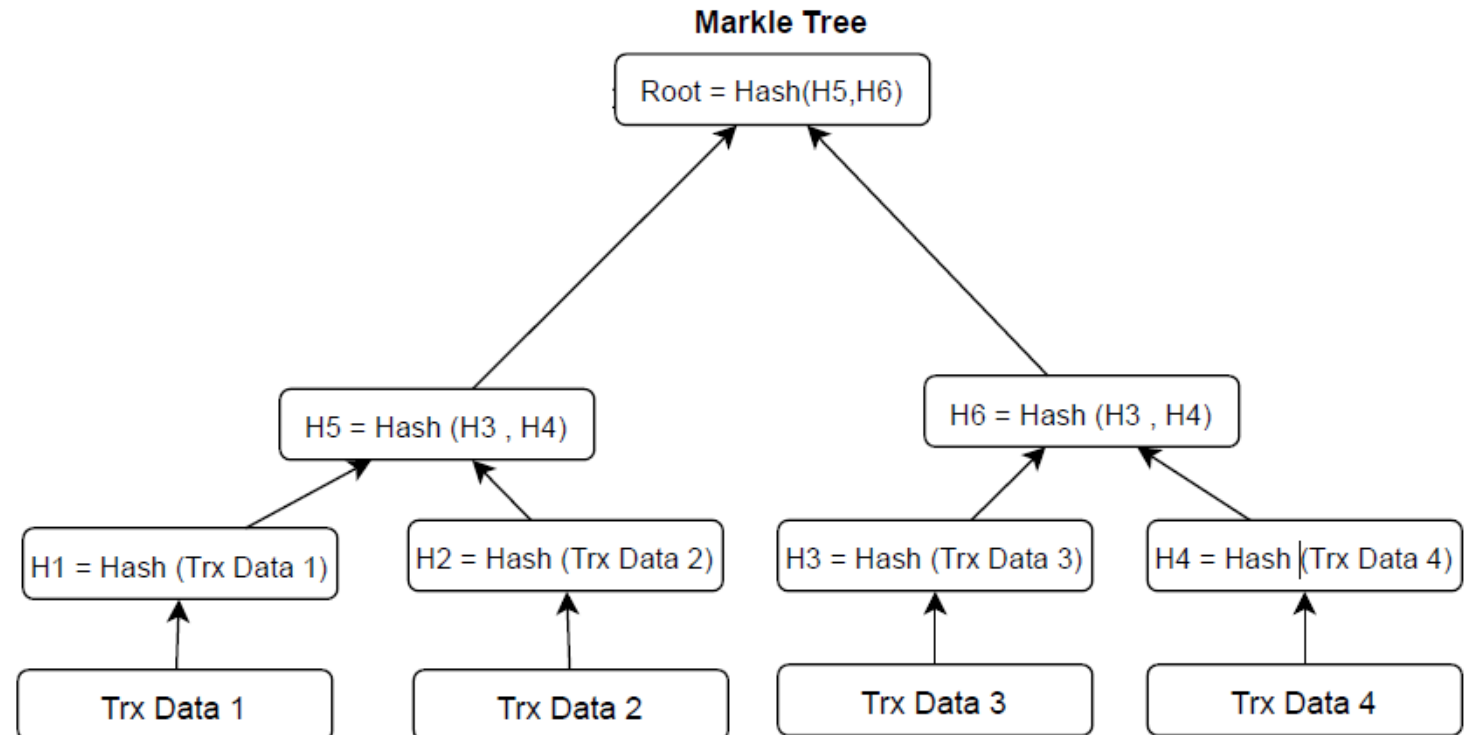 Markle Tree
Root = Hash(H5,H6)
H5 = Hash (H3 , H4)
H6 = Hash (H3 , H4)
H1 = Hash (Trx Data 1)
H2 = Hash (Trx Data 2)
H3 = Hash (Trx Data 3)
H4 = Hash (Trx Data 4)
Trx Data 1
Trx Data 2
Trx Data 3
Trx Data 4